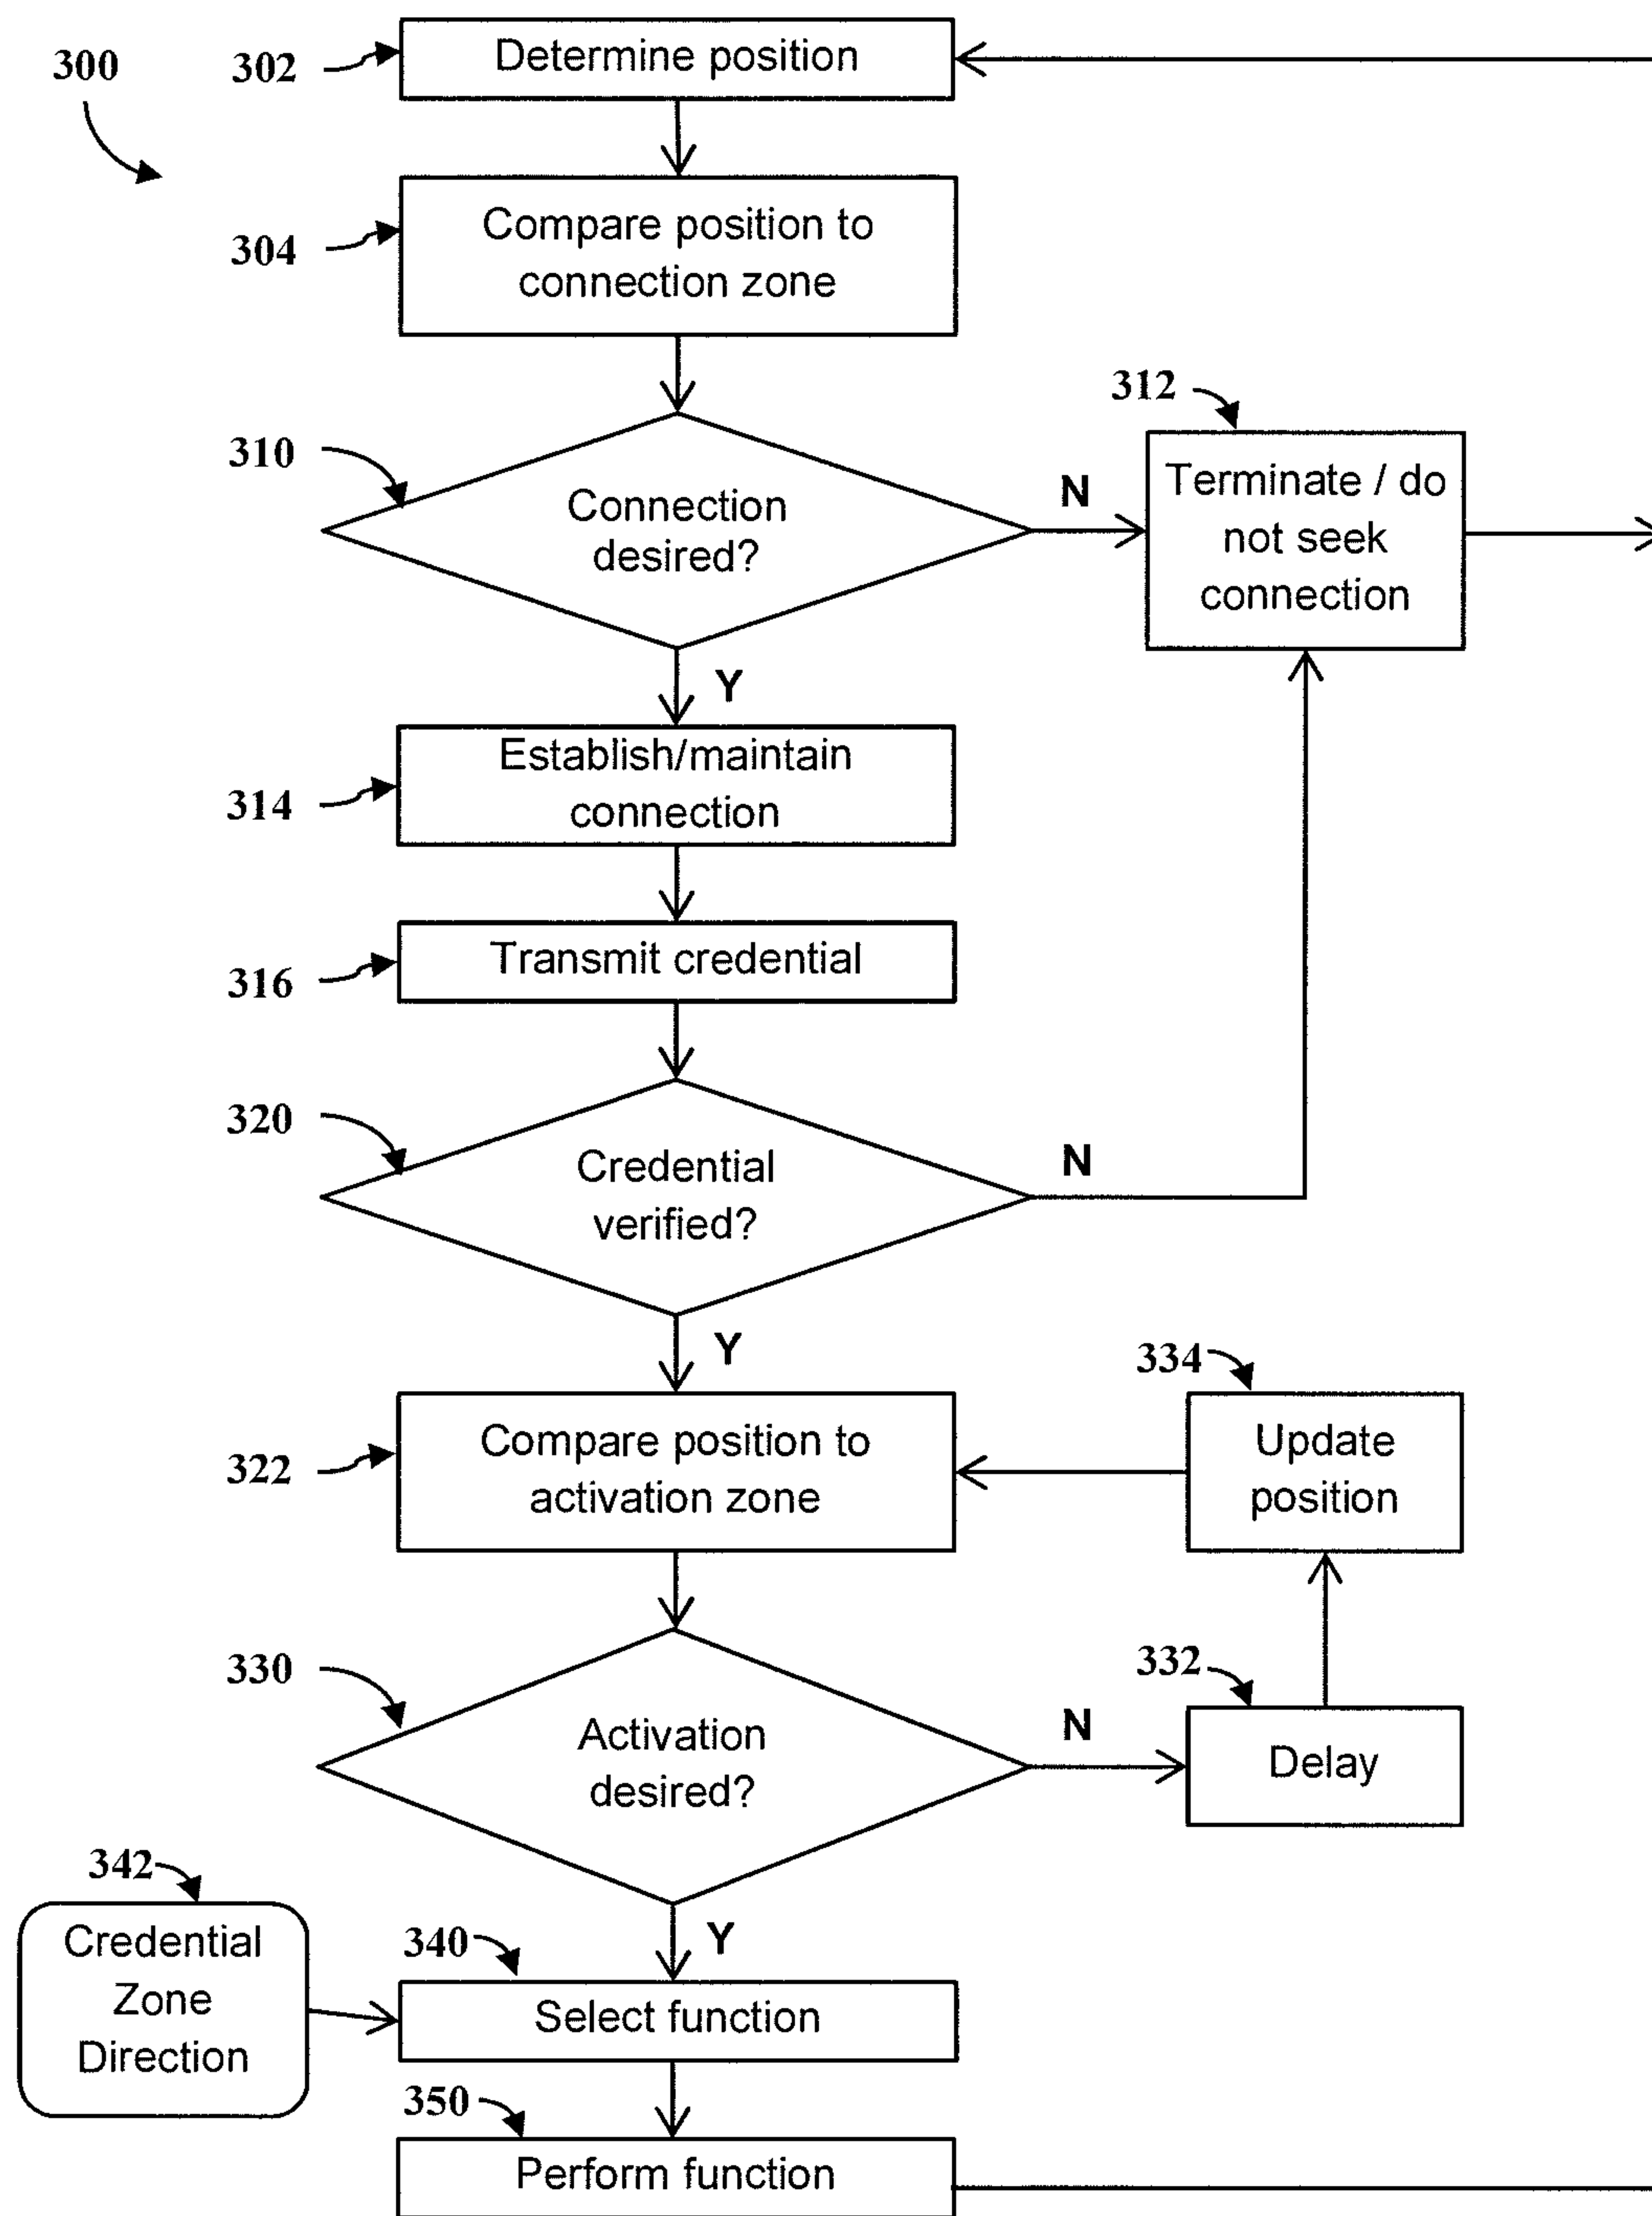 300
302
Determine position
304
Compare position to
connection zone
310
Connection
desired?
N
312
Terminate / do
not seek
connection
Y
314
Establish/maintain
connection
316
Transmit credential
320
Credential
verified?
N
Y
322
Compare position to
activation zone
334
Update
position
330
Activation
desired?
N
332
Delay
342
Credential
Zone
Direction
Y
340
Select function
350
Perform function